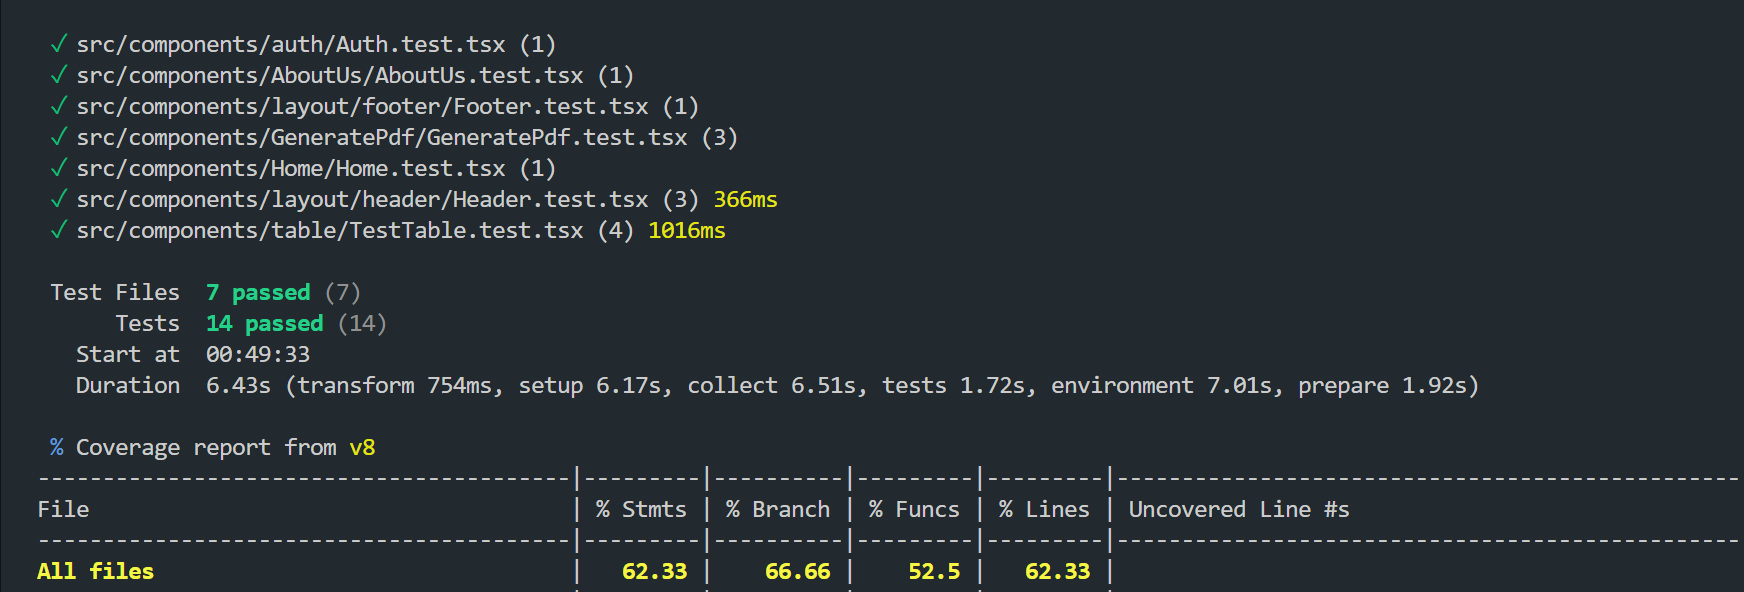 ✓ src/components/auth/Auth.test.tsx (1)
✓ src/components/AboutUs/AboutUs.test.tsx (1)
✓ src/components/layout/footer/Footer.test.tsx (1)
✓ src/components/GeneratePdf/GeneratePdf.test.tsx (3)
✓ src/components/Home/Home.test.tsx (1)
✓ src/components/layout/header/Header.test.tsx (3) 366ms
✓ src/components/table/TestTable.test.tsx (4) 1016ms
Test Files 7 passed (7)
Tests 14 passed (14)
Start at 00:49:33
Duration 6.43s (transform 754ms, setup 6.17s, collect 6.51s, tests 1.72s, environment 7.01s, prepare 1.92s)
% Coverage report from v8
File | % Stmts | % Branch | % Funcs | % Lines | Uncovered Line #s
All files | 62.33 | 66.66 | 52.5 | 62.33 |